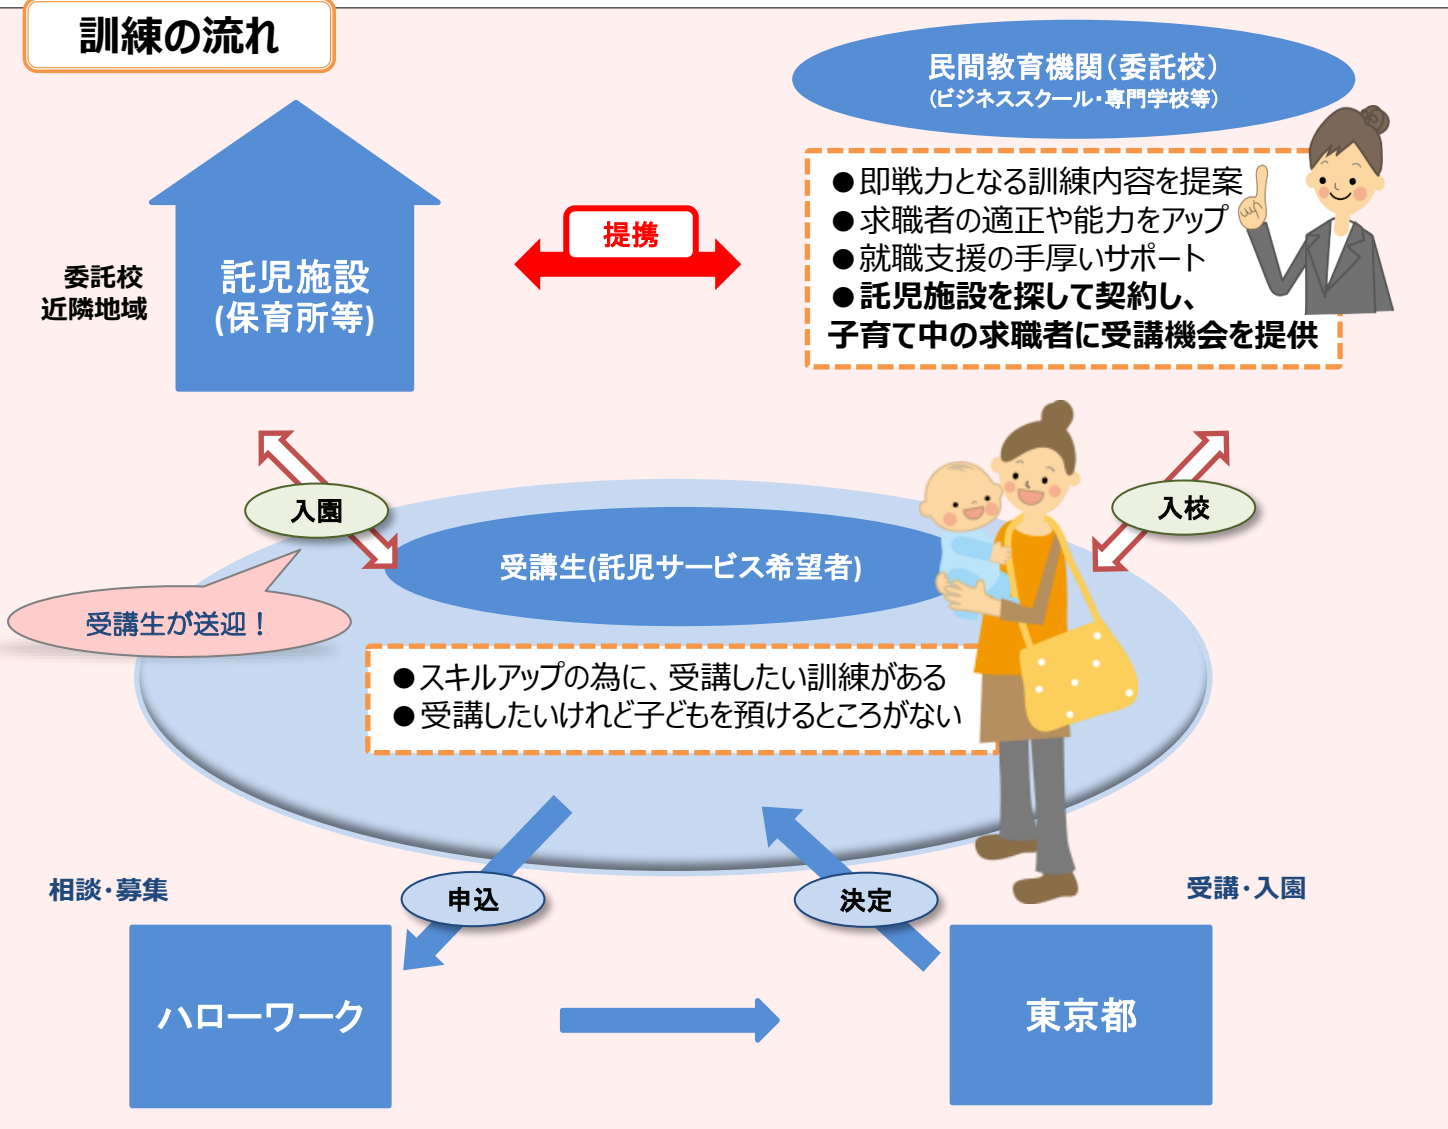 訓練の流れ
民間教育機関（委託校）
（ビジネススクール・専門学校等）
●即戦力となる訓練内容を提案
●求職者の適正や能力をアップ
●就職支援の手厚いサポート
●託児施設を探して契約し、
子育て中の求職者に受講機会を提供
提携
委託校
近隣地域
託児施設
(保育所等)
入園
入校
受講生(託児サービス希望者)
受講生が送迎！
●スキルアップの為に、受講したい訓練がある
●受講したいけれど子どもを預けるところがない
相談・募集
申込
決定
受講・入園
ハローワーク
東京都